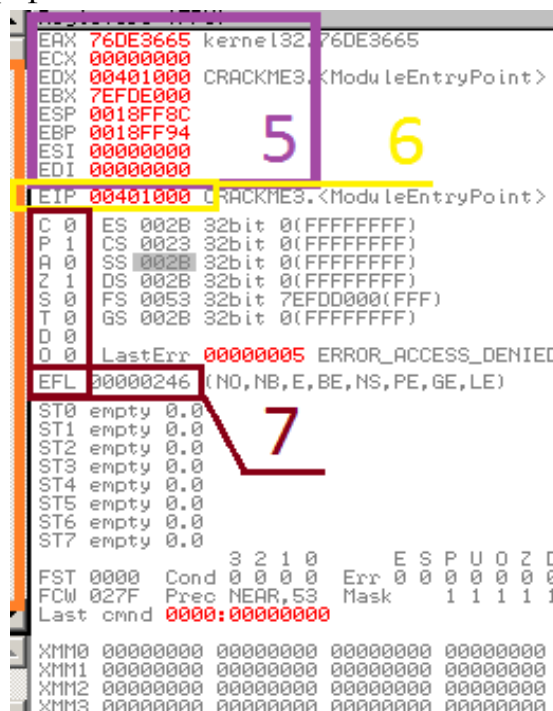 Registers (FPU)
EAX 76DE3665 kernel32.76DE3665
ECX 00000000
EDX 00401000 CRACKME3.<ModuleEntryPoint>
EBX 7EFDE000
ESP 0018FF8C
EBP 0018FF94
ESI 00000000
EDI 00000000
5
6
EIP 00401000 CRACKME3.<ModuleEntryPoint>
C 0 ES 002B 32bit 0(FFFFFFFF)
P 1 CS 0023 32bit 0(FFFFFFFF)
A 0 SS 002B 32bit 0(FFFFFFFF)
Z 1 DS 002B 32bit 0(FFFFFFFF)
S 0 FS 0053 32bit 7EFDD000(FFF)
T 0 GS 002B 32bit 0(FFFFFFFF)
D 0
O 0 LastErr 00000005 ERROR_ACCESS_DENIED
EFL 00000246 (NO,NB,E,BE,NS,PE,GE,LE)
7
ST0 empty 0.0
ST1 empty 0.0
ST2 empty 0.0
ST3 empty 0.0
ST4 empty 0.0
ST5 empty 0.0
ST6 empty 0.0
ST7 empty 0.0
3 2 1 0 E S P U O Z D
FST 0000 Cond 0 0 0 0 Err 0 0 0 0 0 0 0
FCW 027F Prec NEAR,53 Mask 1 1 1 1 1
Last cmnd 0000:00000000
XMM0 00000000 00000000 00000000 00000000
XMM1 00000000 00000000 00000000 00000000
XMM2 00000000 00000000 00000000 00000000
XMM3 00000000 00000000 00000000 00000000